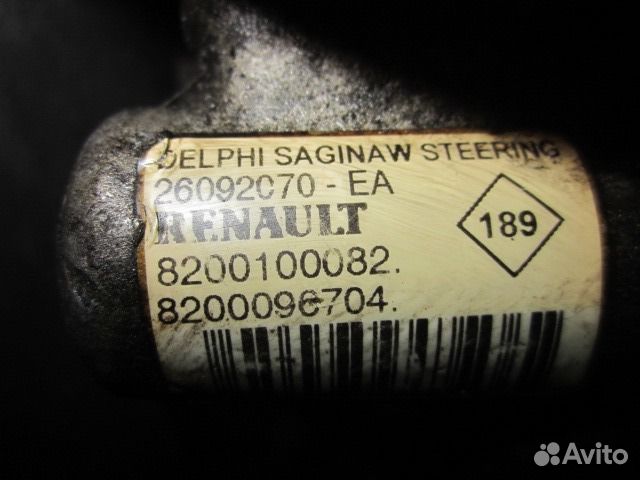 DELPHI SAGINAW STEERING
26092070-EA
RENAULT
189
8200100082.
8200096704.
Avito